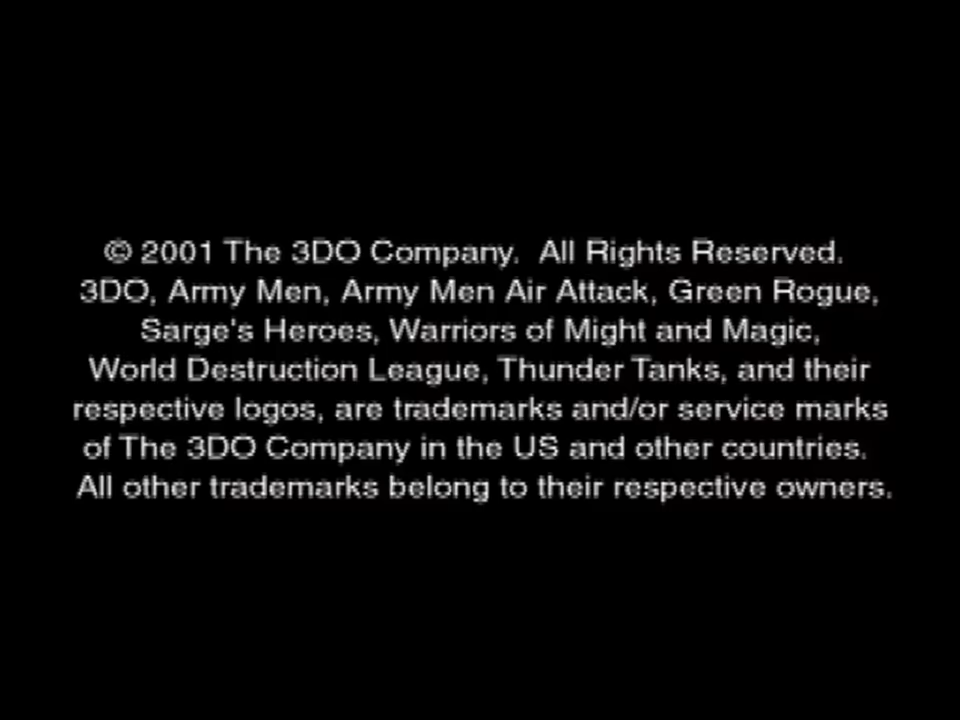 © 2001 The 3DO Company.  All Rights Reserved.
3DO, Army Men, Army Men Air Attack, Green Rogue,
Sarge's Heroes, Warriors of Might and Magic,
World Destruction League, Thunder Tanks, and their
respective logos, are trademarks and/or service marks
of The 3DO Company in the US and other countries.
All other trademarks belong to their respective owners.